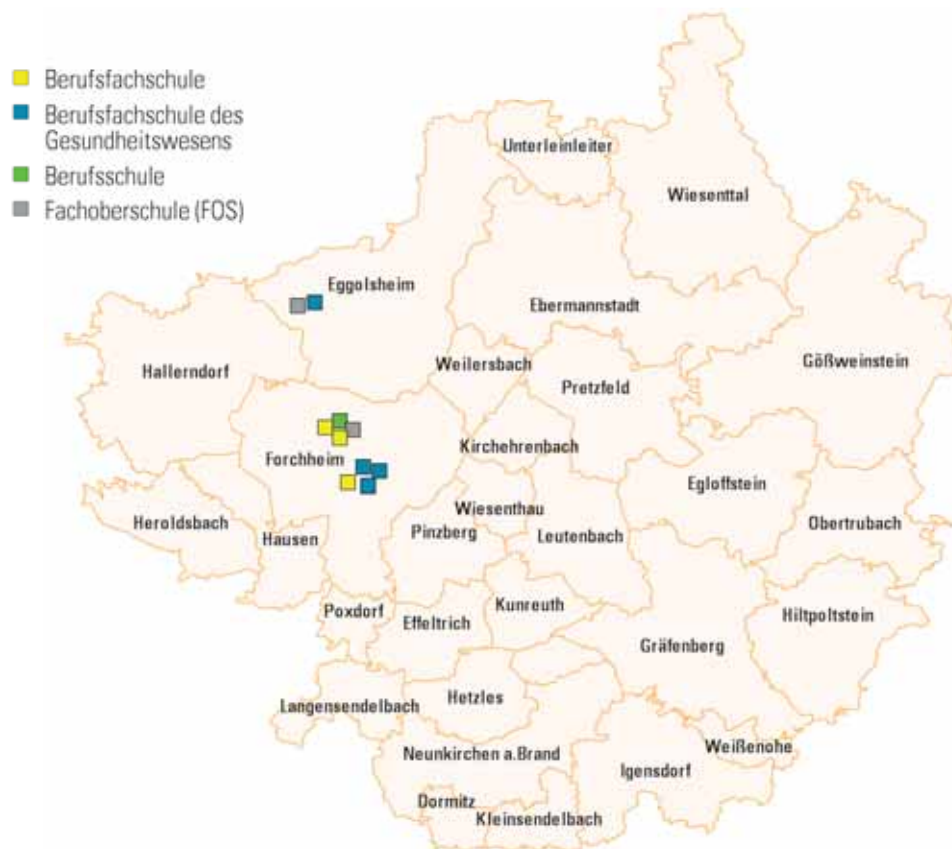 Berufsfachschule
Berufsfachschule des
Gesundheitswesens
Berufsschule
Fachoberschule (FOS)
Unterleinleiter
Wiesenttal
Eggolsheim
Ebermannstadt
Gößweinstein
Hallerndorf
Weilersbach
Pretzfeld
Kirchehrenbach
Forchheim
Egloffstein
Wiesenthau
Heroldsbach
Hausen
Pinzberg
Leutenbach
Obertrubach
Poxdorf
Effeltrich
Kunreuth
Hiltpoltstein
Gräfenberg
Langensendelbach
Hetzles
Neunkirchen a.Brand
Weißenohe
Igensdorf
Dormitz
Kleinsendelbach